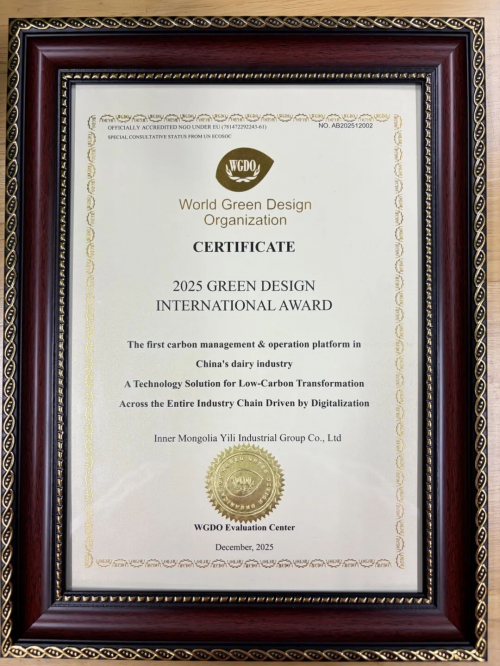 OFFICIALLY ACCREDITED NGO UNDER EU (781472292243-61)
NO. AB202512002
SPECIAL CONSULTATIVE STATUS FROM UN ECOSOC
WGDO
World Green Design
Organization
CERTIFICATE
2025 GREEN DESIGN
INTERNATIONAL AWARD
The first carbon management & operation platform in
China's dairy industry
A Technology Solution for Low-Carbon Transformation
Across the Entire Industry Chain Driven by Digitalization
Inner Mongolia Yili Industrial Group Co., Ltd
WGDO Evaluation Center
December, 2025